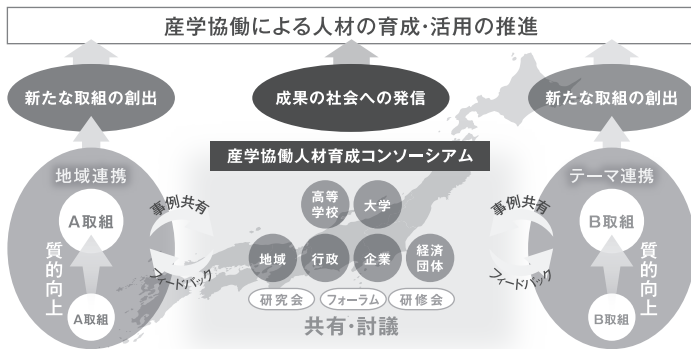 産学協働による人材の育成・活用の推進
新たな取組の創出
成果の社会への発信
新たな取組の創出
産学協働人材育成コンソーシアム
地域連携
A取組
質的向上
A取組
事例共有
フィードバック
高等
学校
大学
地域
行政
企業
経済
団体
研究会
フォーラム
研修会
共有・討議
事例共有
フィードバック
テーマ連携
B取組
質的向上
B取組